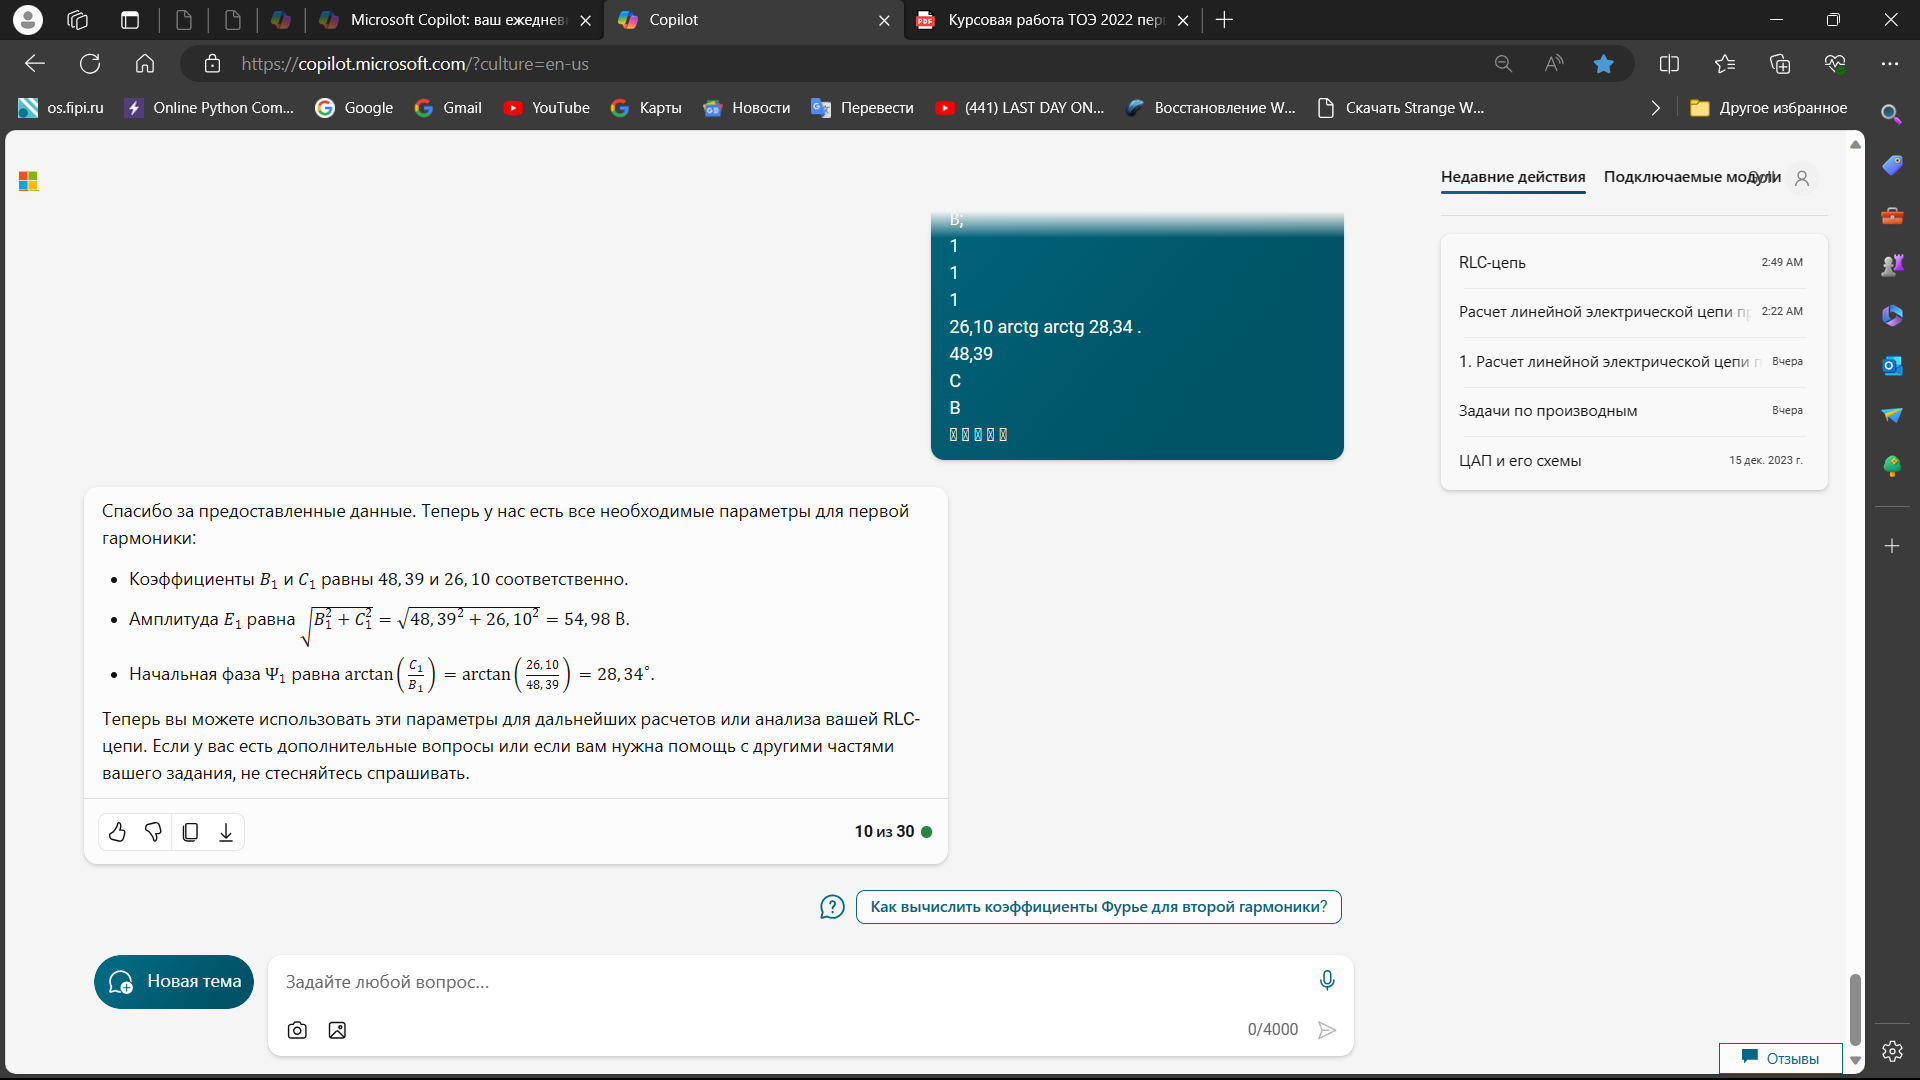 Microsoft Copilot: ваш ежеднев
Copilot
Курсовая работа ТОЭ 2022 пер
https://copilot.microsoft.com/?culture=en-us
os.fipi.ru
Online Python Com...
Google
Gmail
YouTube
Карты
Новости
Перевести
(441) LAST DAY ON...
Восстановление W...
Скачать Strange W...
Другое избранное
Недавние действия
Подключаемые модули
B;
1
1
1
26,10 arctg arctg 28,34 .
48,39
C
B
RLC-цепь 2:49 AM
Расчет линейной электрической цепи п 2:22 AM
1. Расчет линейной электрической цепи п Вчера
Задачи по производным Вчера
ЦАП и его схемы 15 дек. 2023 г.
Спасибо за предоставленные данные. Теперь у нас есть все необходимые параметры для первой
гармоники:
• Коэффициенты B₁ и C₁ равны 48, 39 и 26, 10 соответственно.
• Амплитуда E₁ равна √(B₁² + C₁²) = √(48, 39² + 26, 10²) = 54, 98 В.
• Начальная фаза Ψ₁ равна arctan(C₁/B₁) = arctan(26,10/48,39) = 28, 34°.
Теперь вы можете использовать эти параметры для дальнейших расчетов или анализа вашей RLC-
цепи. Если у вас есть дополнительные вопросы или если вам нужна помощь с другими частями
вашего задания, не стесняйтесь спрашивать.
10 из 30
Как вычислить коэффициенты Фурье для второй гармоники?
Новая тема
Задайте любой вопрос...
0/4000
Отзывы